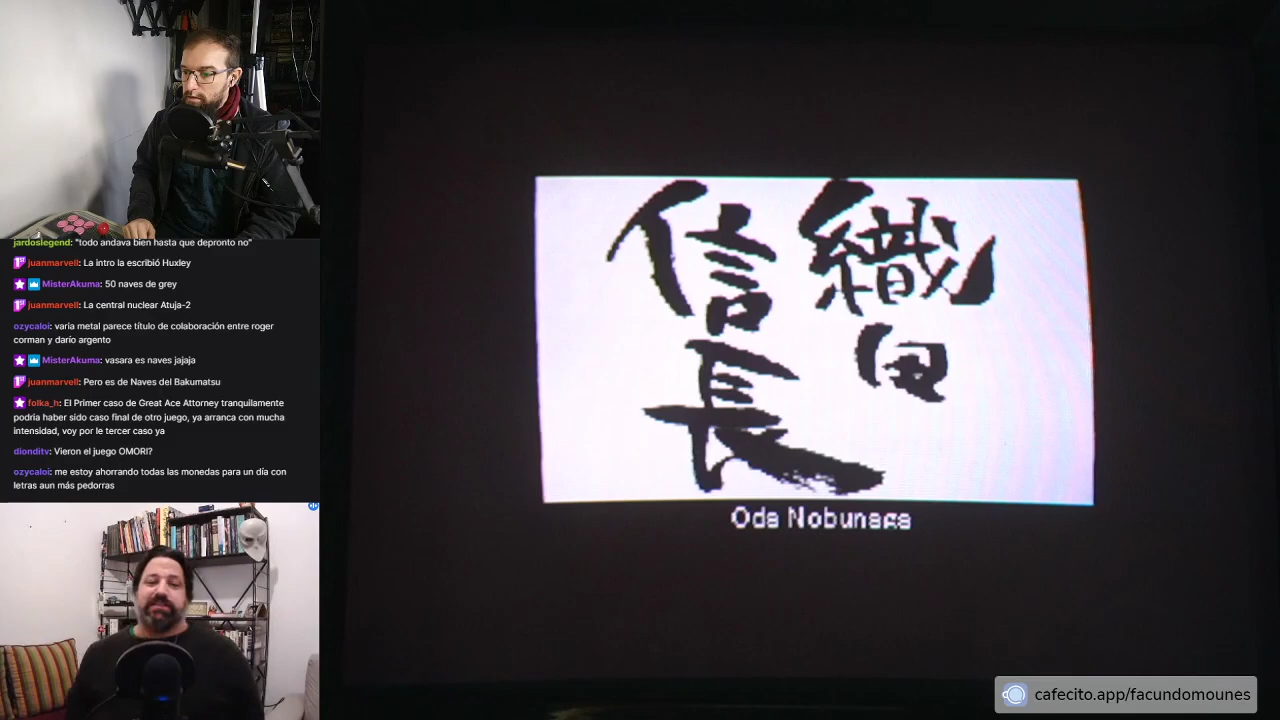 jardoslegend: "todo andava bien hasta que depronto no"
juanmarvell: La intro la escribió Huxley
MisterAkuma: 50 naves de grey
juanmarvell: La central nuclear Atuja-2
ozycaloi: varia metal parece título de colaboración entre roger
corman y darío argento
MisterAkuma: vasara es naves jajaja
juanmarvell: Pero es de Naves del Bakumatsu
folka_h: El Primer caso de Great Ace Attorney tranquilamente
podria haber sido caso final de otro juego, ya arranca con mucha
intensidad, voy por le tercer caso ya
dionditv: Vieron el juego OMORI?
ozycaloi: me estoy ahorrando todas las monedas para un día con
letras aun más pedorras
織田
信長
Oda Nobunaga
cafecito.app/facundomounes